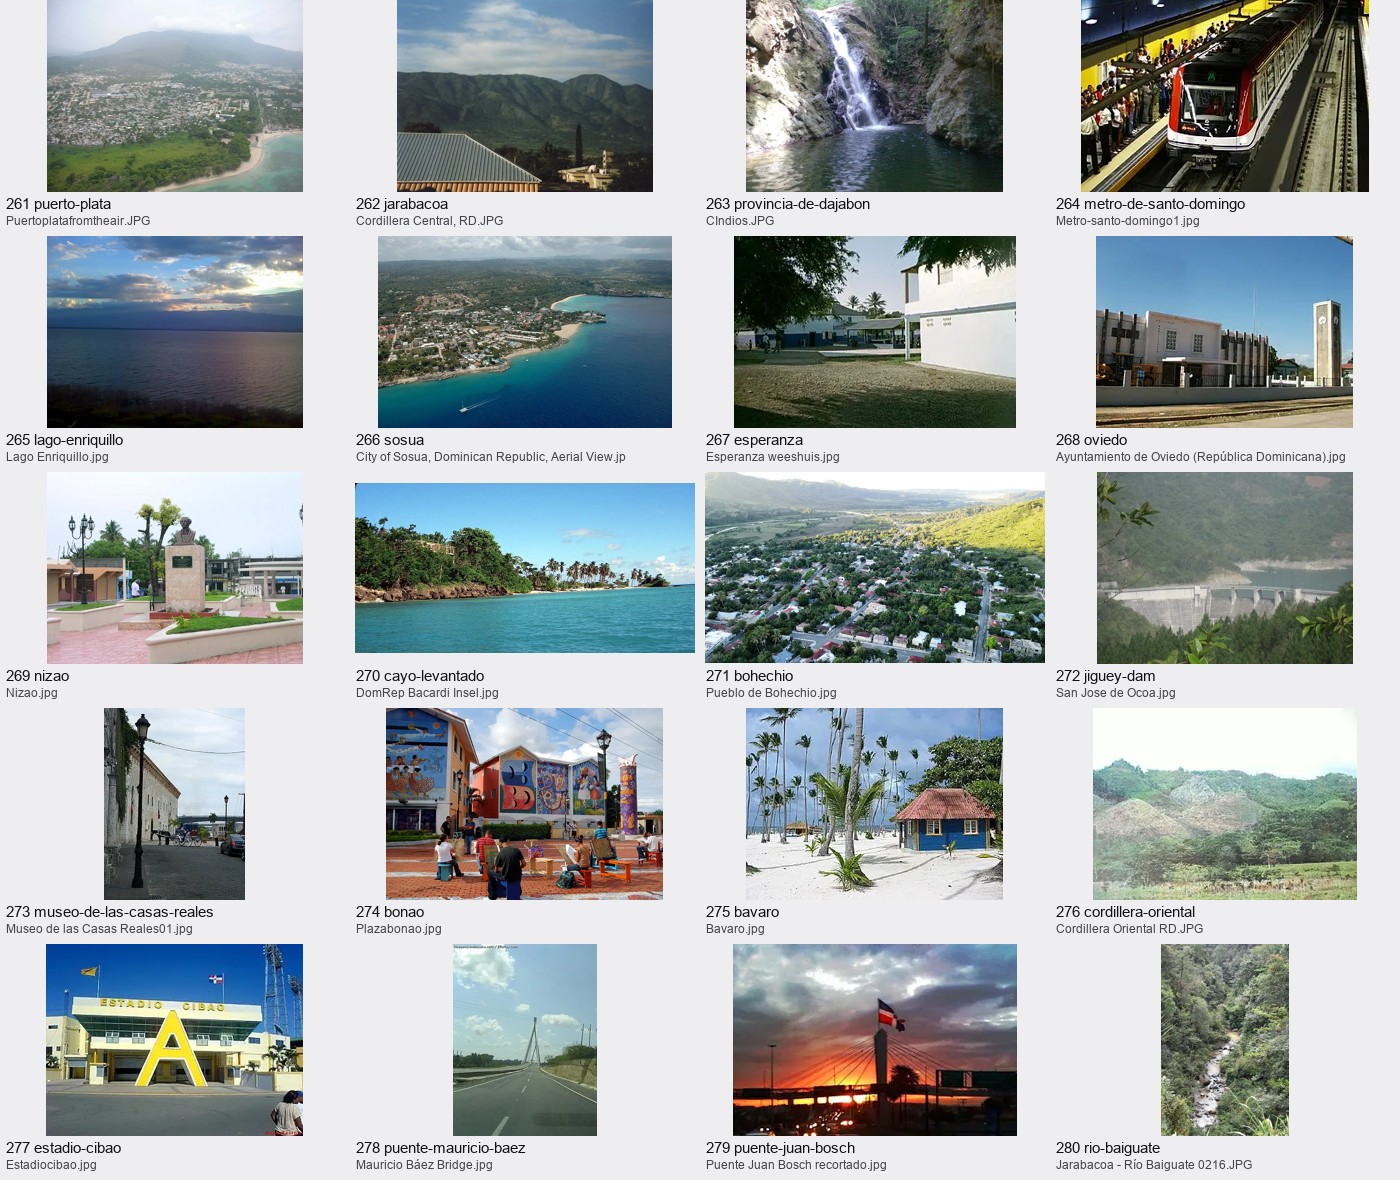 261 puerto-plata
Puertoplatafromtheair.JPG
262 jarabacoa
Cordillera Central, RD.JPG
263 provincia-de-dajabon
CIndios.JPG
264 metro-de-santo-domingo
Metro-santo-domingo1.jpg
265 lago-enriquillo
Lago Enriquillo.jpg
266 sosua
City of Sosua, Dominican Republic, Aerial View.jp
267 esperanza
Esperanza weeshuis.jpg
268 oviedo
Ayuntamiento de Oviedo (República Dominicana).jpg
269 nizao
Nizao.jpg
270 cayo-levantado
DomRep Bacardi Insel.jpg
271 bohechio
Pueblo de Bohechio.jpg
272 jiguey-dam
San Jose de Ocoa.jpg
273 museo-de-las-casas-reales
Museo de las Casas Reales01.jpg
274 bonao
Plazabonao.jpg
275 bavaro
Bavaro.jpg
276 cordillera-oriental
Cordillera Oriental RD.JPG
ESTADIO CIBAO
A
277 estadio-cibao
Estadiocibao.jpg
278 puente-mauricio-baez
Mauricio Báez Bridge.jpg
279 puente-juan-bosch
Puente Juan Bosch recortado.jpg
280 rio-baiguate
Jarabacoa - Río Baiguate 0216.JPG